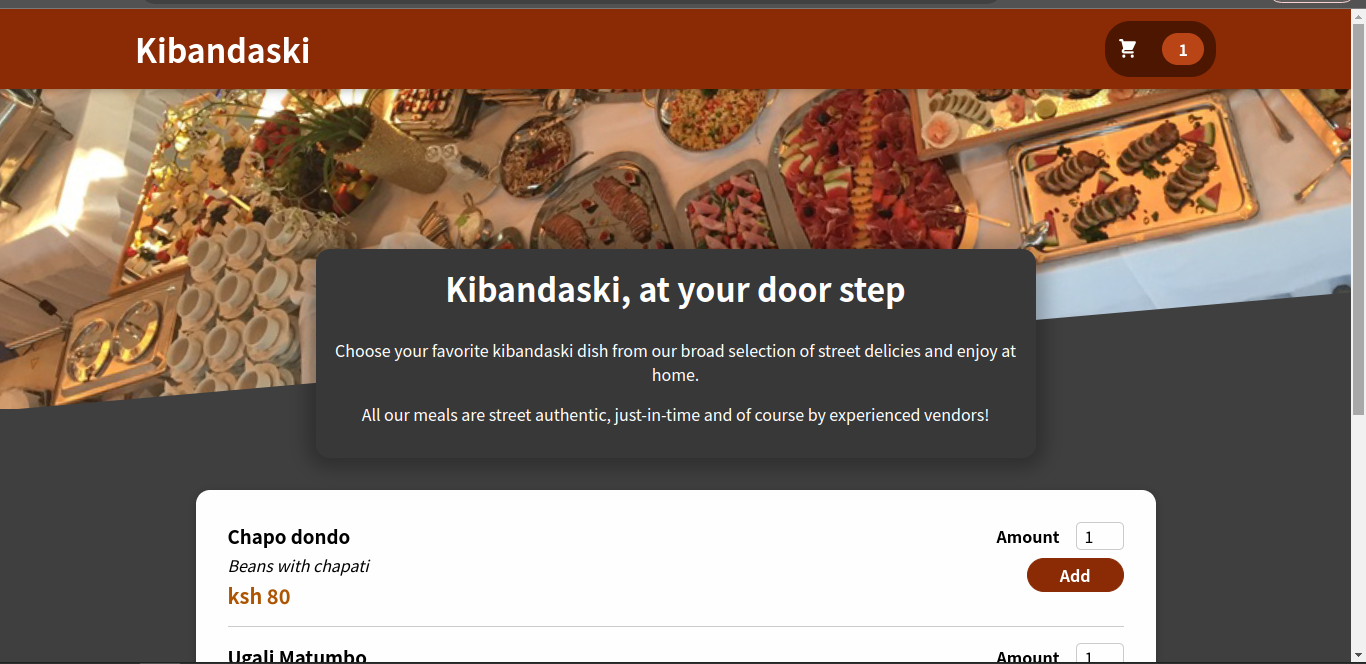 Kibandaski
1
Kibandaski, at your door step
Choose your favorite kibandaski dish from our broad selection of street delicies and enjoy at
home.
All our meals are street authentic, just-in-time and of course by experienced vendors!
Chapo dondo
Amount 1
Beans with chapati
Add
ksh 80
Ugali Matumbo
Amount 1